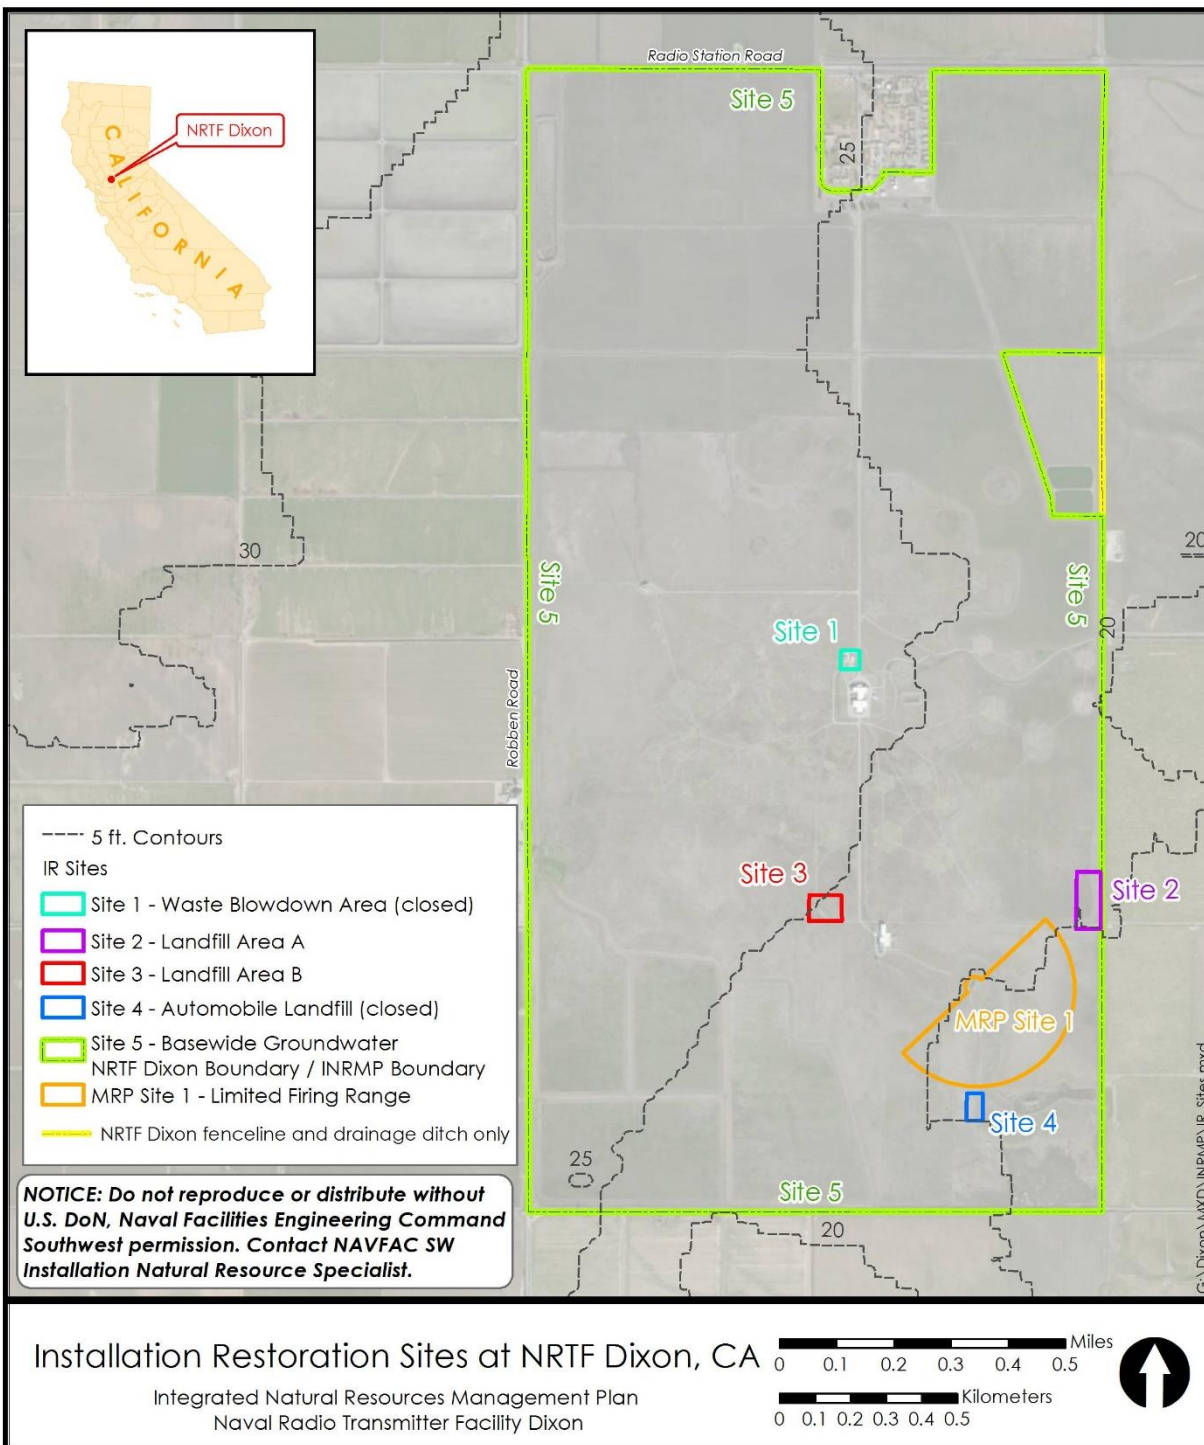 CALIFORNIA
NRTF Dixon
Radio Station Road
Site 5
25
30
20
Site 5
Site 5
20
Site 1
Robben Road
Site 3
Site 2
MRP Site 1
Site 4
25
Site 5
20
5 ft. Contours
IR Sites
Site 1 - Waste Blowdown Area (closed)
Site 2 - Landfill Area A
Site 3 - Landfill Area B
Site 4 - Automobile Landfill (closed)
Site 5 - Basewide Groundwater
NRTF Dixon Boundary / INRMP Boundary
MRP Site 1 - Limited Firing Range
NRTF Dixon fenceline and drainage ditch only
NOTICE: Do not reproduce or distribute without
U.S. DoN, Naval Facilities Engineering Command
Southwest permission. Contact NAVFAC SW
Installation Natural Resource Specialist.
G:\Dixon\MXD\INRMP\IR_Sites.mxd
Installation Restoration Sites at NRTF Dixon, CA
Integrated Natural Resources Management Plan
Naval Radio Transmitter Facility Dixon
Miles
0 0.1 0.2 0.3 0.4 0.5
Kilometers
0 0.1 0.2 0.3 0.4 0.5